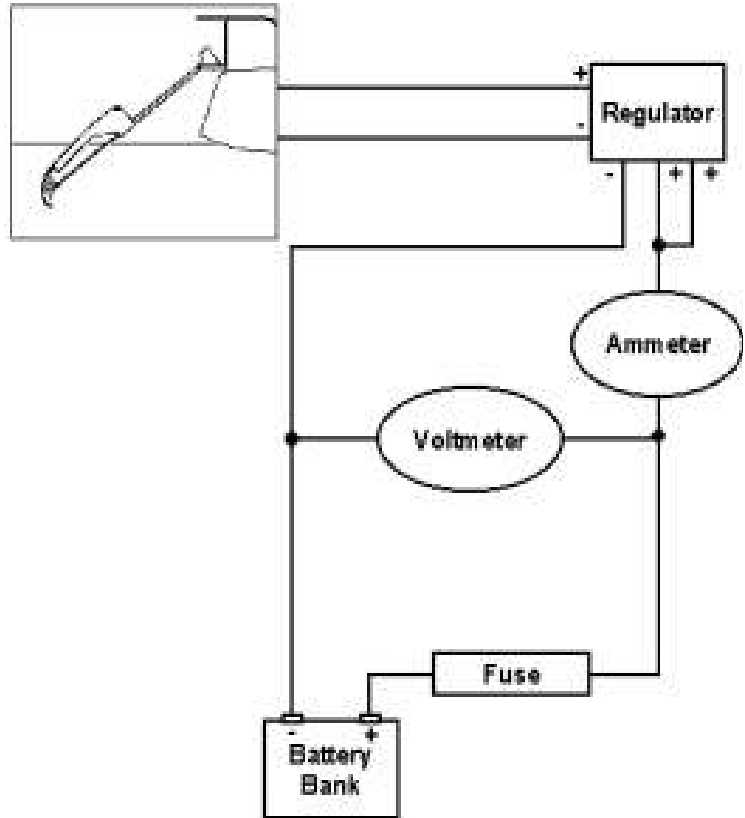 +
Regulator
-
- + +
Ammeter
Voltmeter
Fuse
- +
Battery
Bank